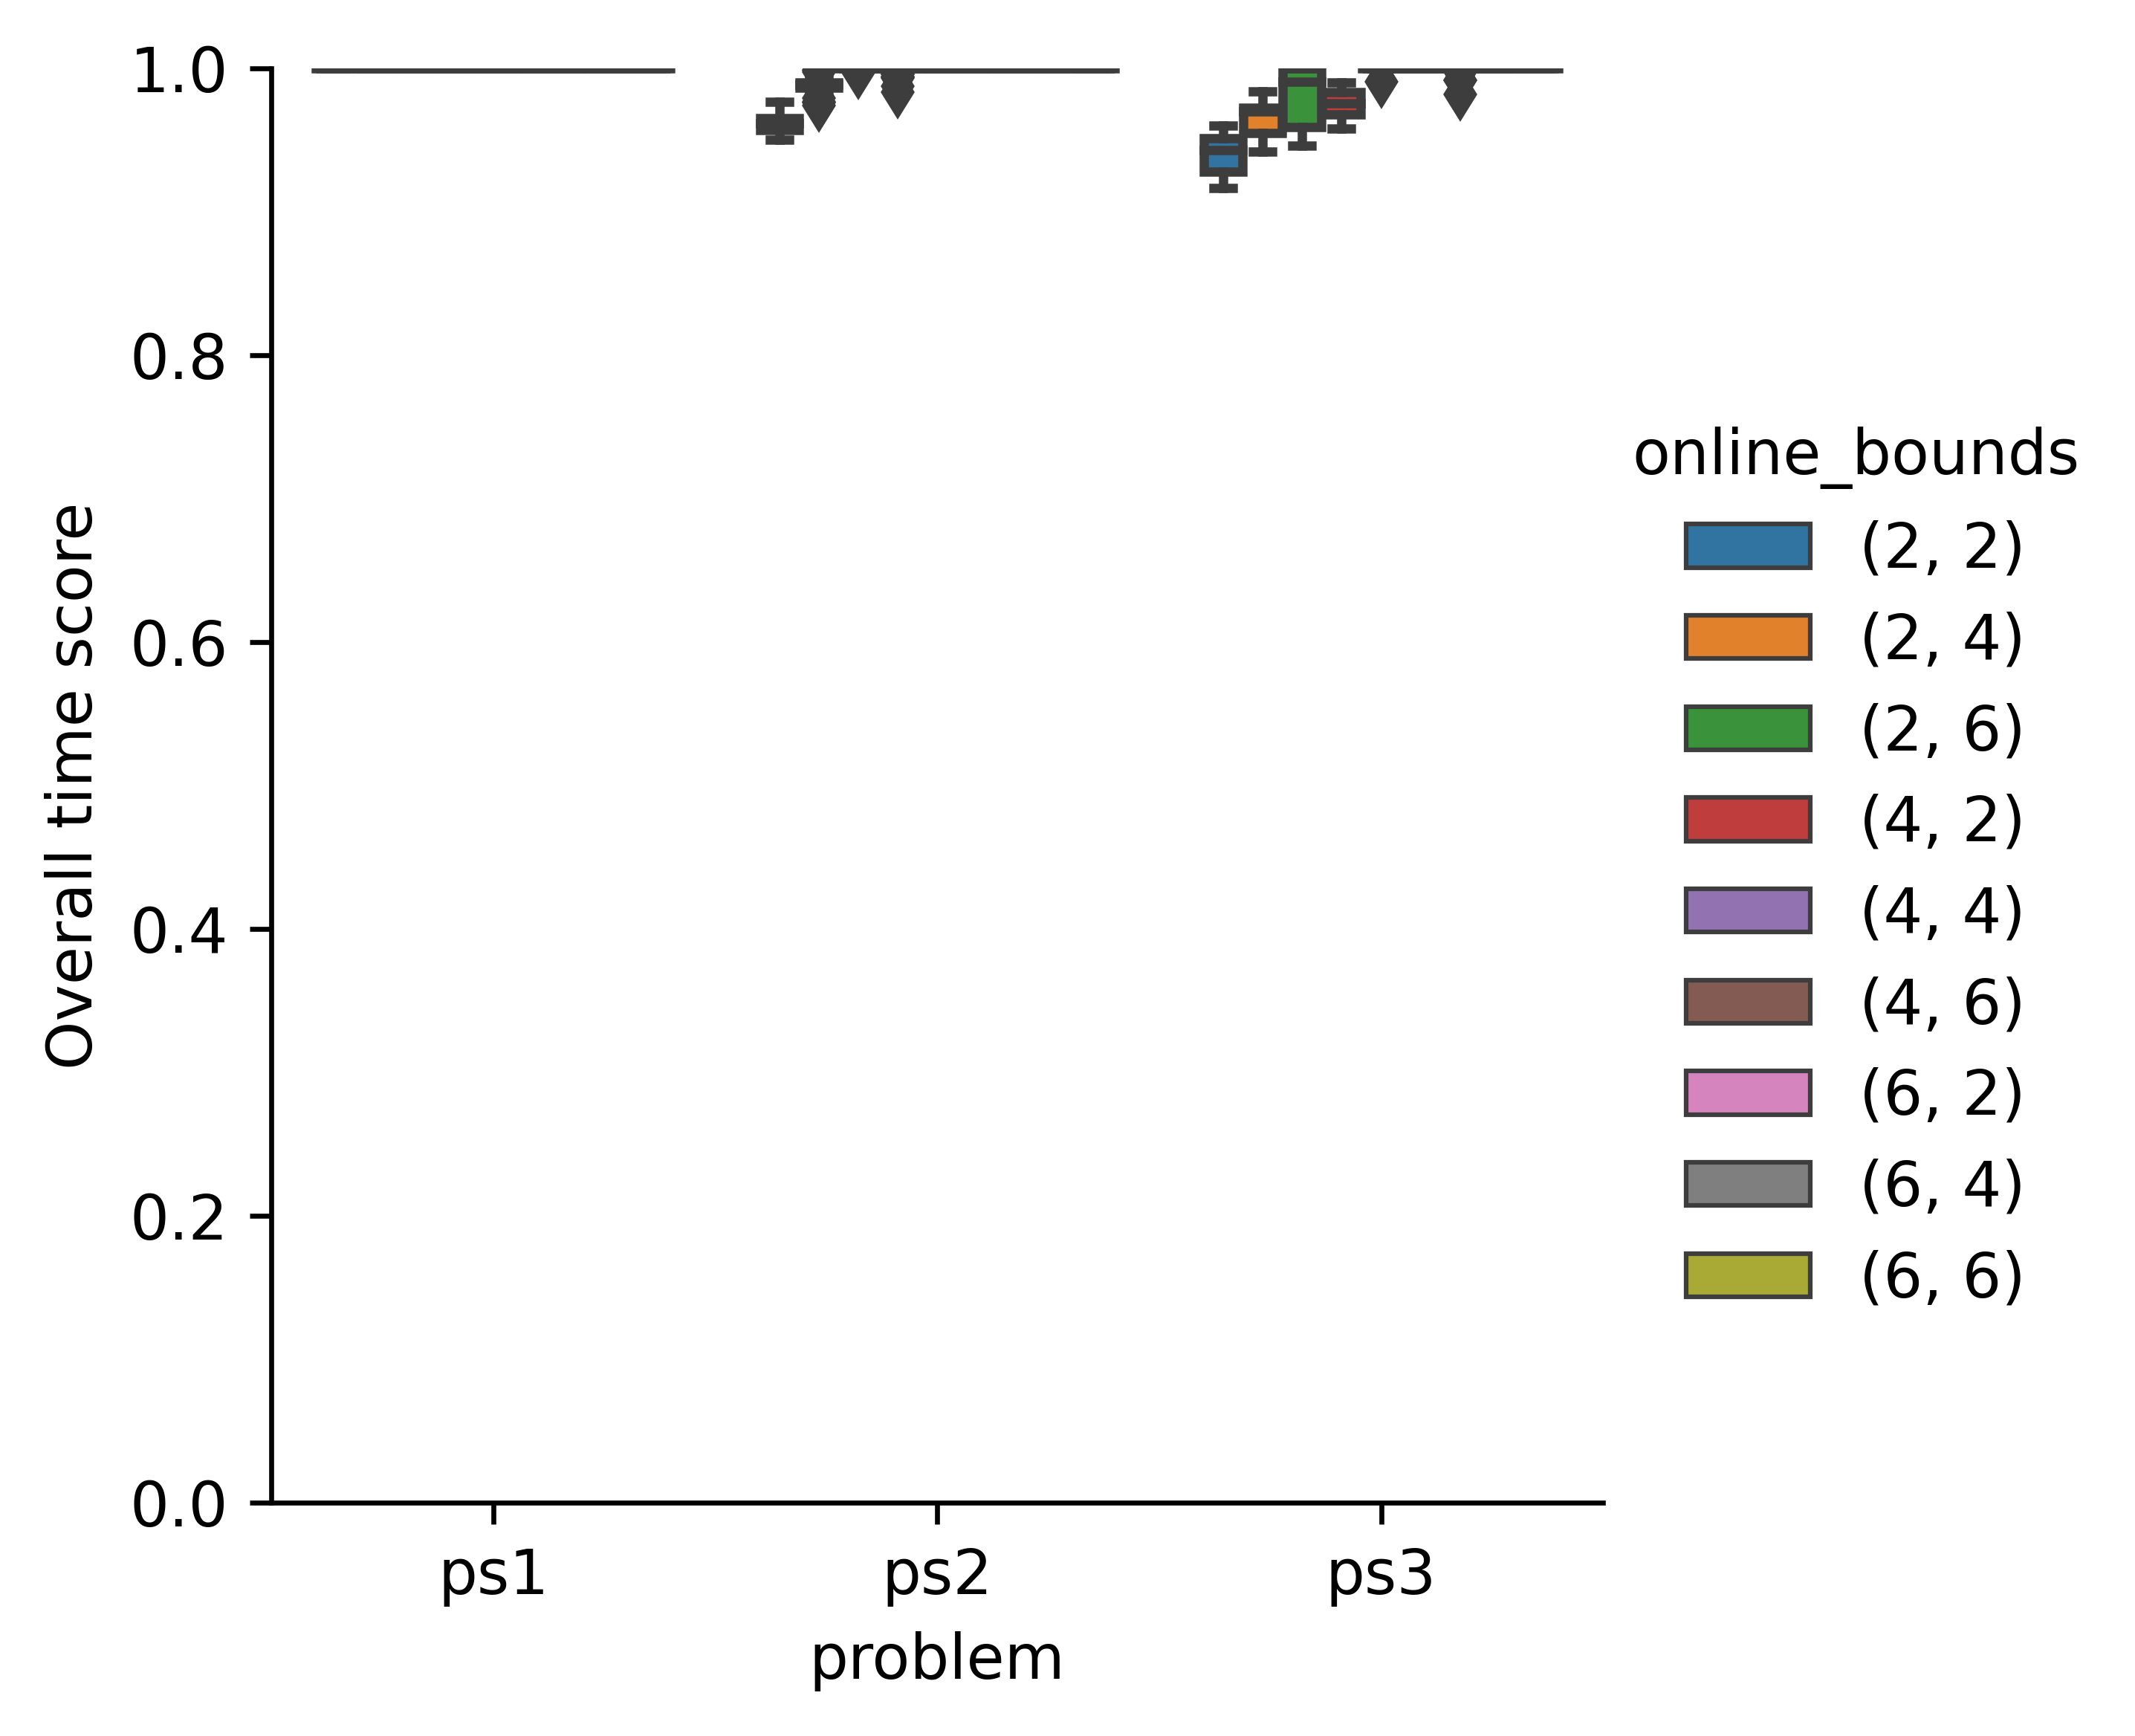 1.0
0.8
0.6
0.4
0.2
0.0
Overall time score
ps1
ps2
ps3
problem
online_bounds
(2, 2)
(2, 4)
(2, 6)
(4, 2)
(4, 4)
(4, 6)
(6, 2)
(6, 4)
(6, 6)